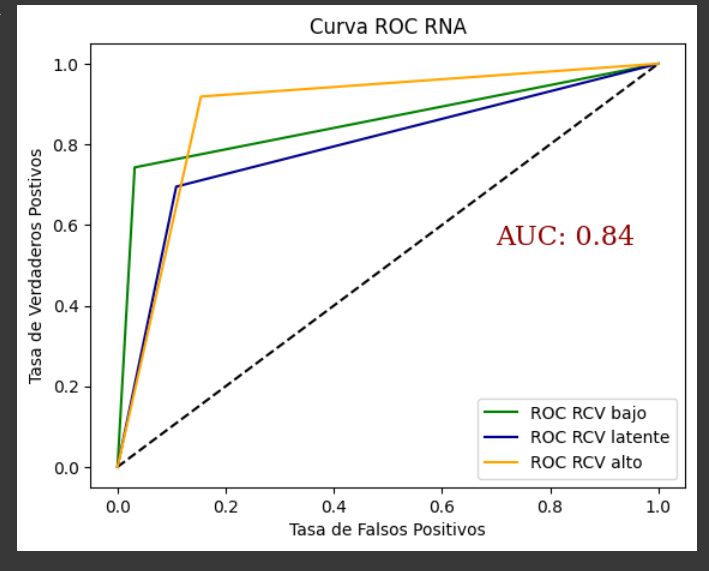 Curva ROC RNA
1.0
0.8
0.6
0.4
0.2
0.0
Tasa de Verdaderos Postivos
AUC: 0.84
ROC RCV bajo
ROC RCV latente
ROC RCV alto
0.0 0.2 0.4 0.6 0.8 1.0
Tasa de Falsos Positivos